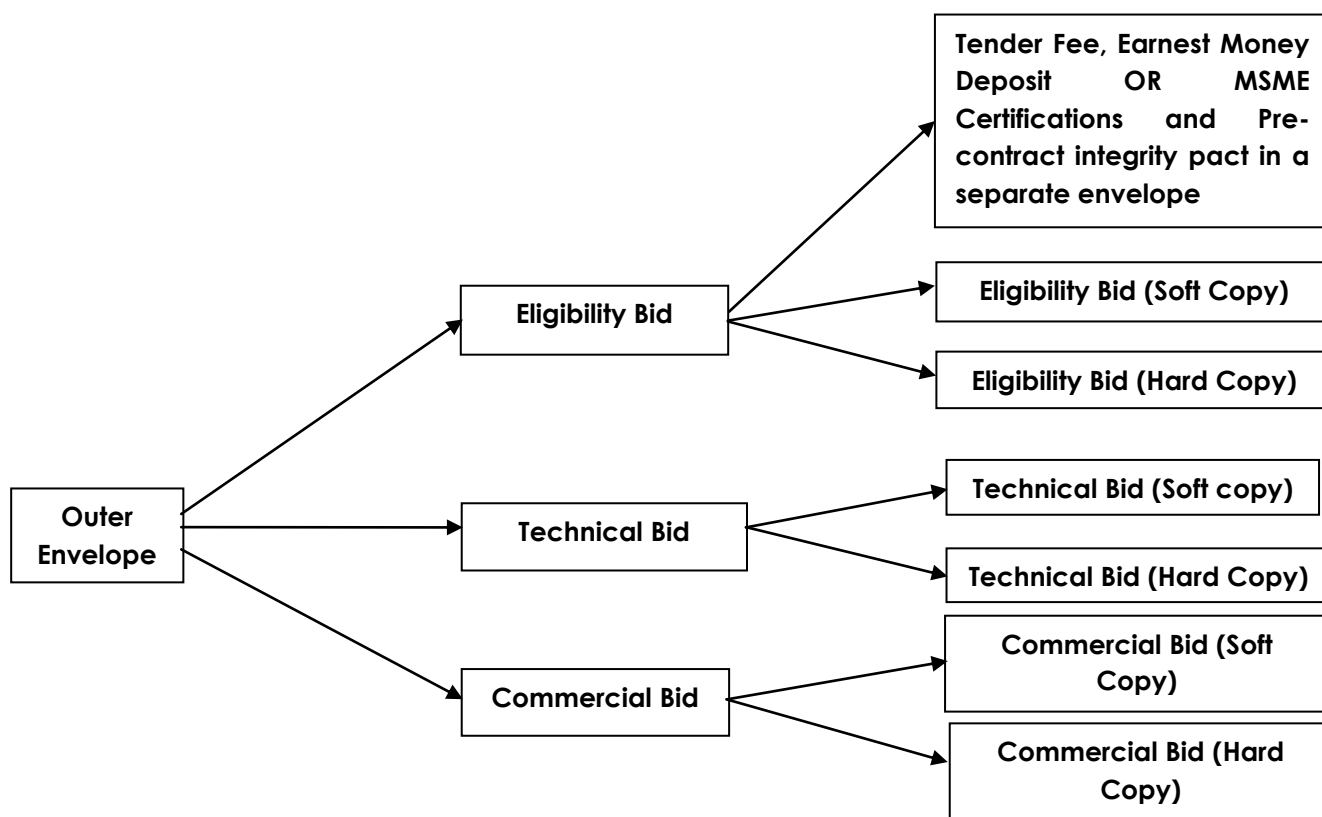 Tender Fee, Earnest Money
Deposit OR MSME
Certifications and Pre-
contract integrity pact in a
separate envelope
Eligibility Bid
Eligibility Bid (Soft Copy)
Eligibility Bid (Hard Copy)
Outer
Envelope
Technical Bid
Technical Bid (Soft copy)
Technical Bid (Hard Copy)
Commercial Bid
Commercial Bid (Soft
Copy)
Commercial Bid (Hard
Copy)